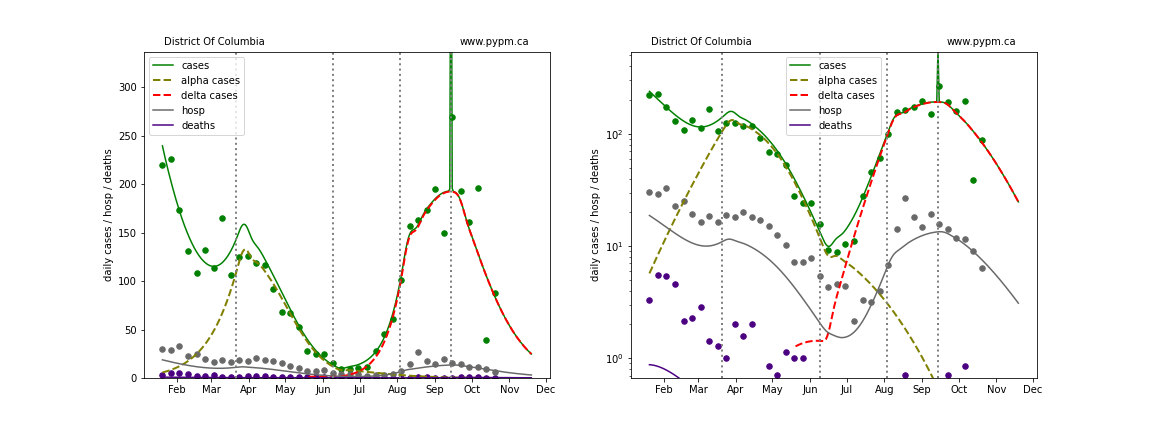 District Of Columbia www.pypm.ca
cases
alpha cases
delta cases
hosp
deaths
daily cases / hosp / deaths
300
250
200
150
100
50
0
Feb Mar Apr May Jun Jul Aug Sep Oct Nov Dec
District Of Columbia www.pypm.ca
cases
alpha cases
delta cases
hosp
deaths
daily cases / hosp / deaths
10²
10¹
10⁰
Feb Mar Apr May Jun Jul Aug Sep Oct Nov Dec